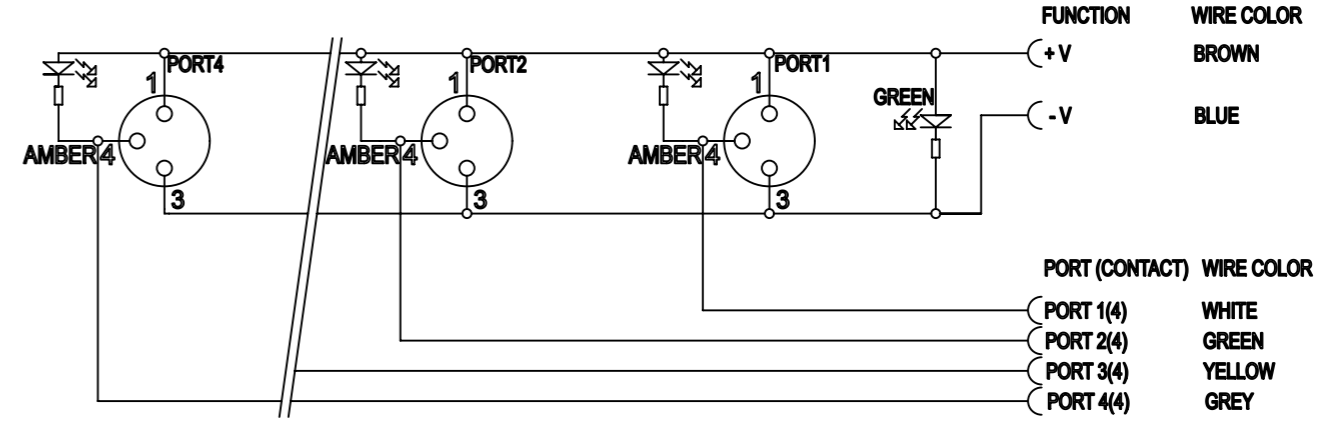 FUNCTION WIRE COLOR
+ V BROWN
- V BLUE
PORT4 PORT2 PORT1
1 1 1
GREEN
AMBER 4 AMBER 4 AMBER 4
3 3 3
PORT (CONTACT) WIRE COLOR
PORT 1(4) WHITE
PORT 2(4) GREEN
PORT 3(4) YELLOW
PORT 4(4) GREY